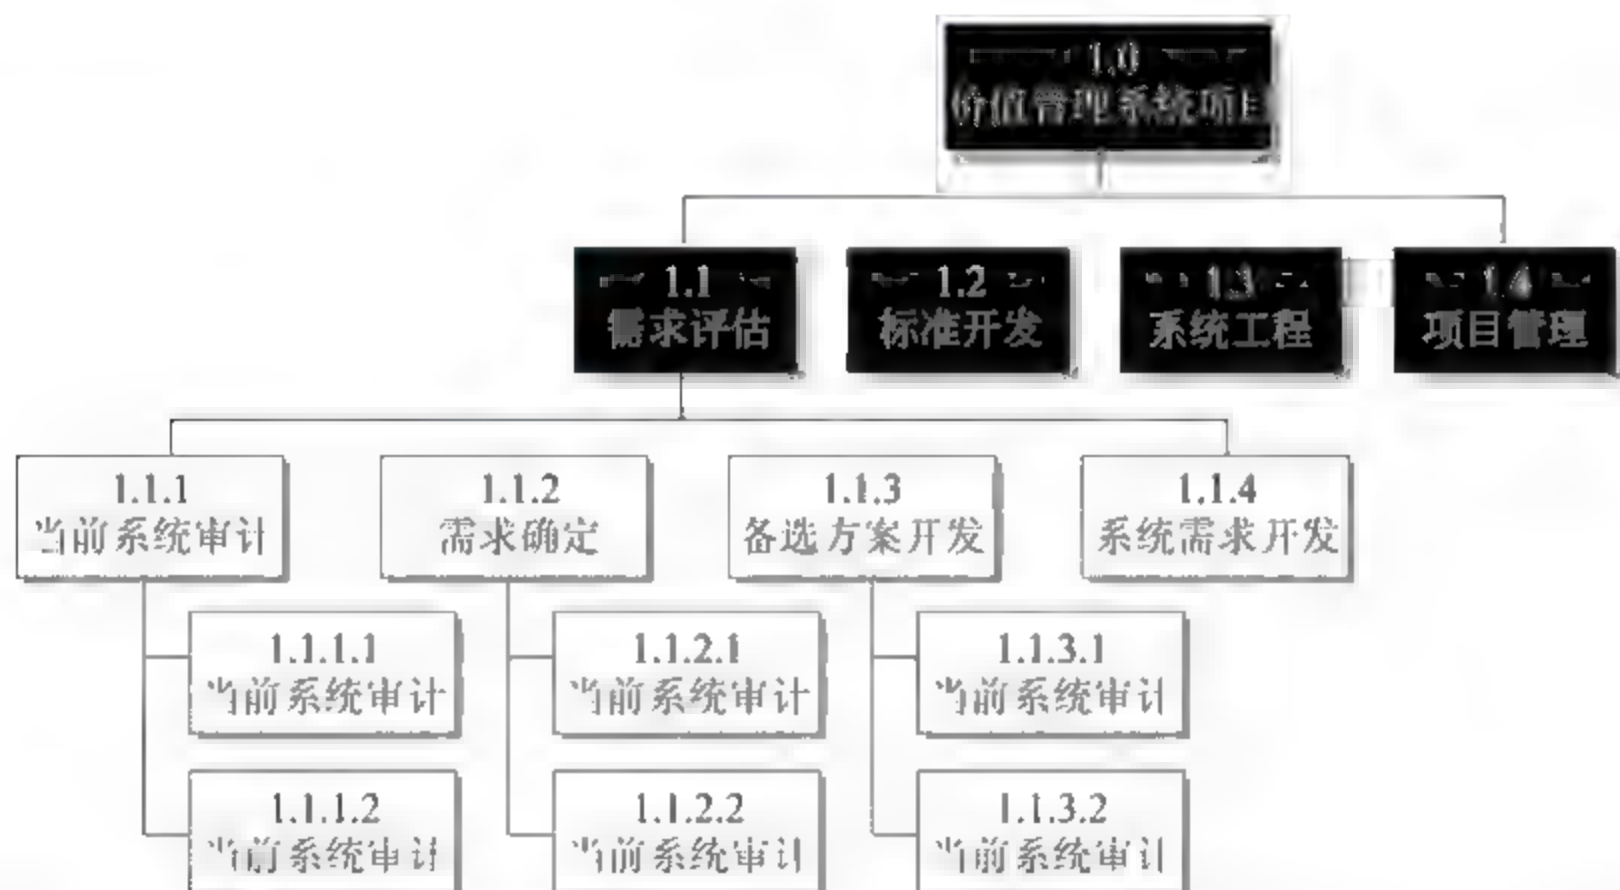 1.0
价值管理系统项目
1.1
需求评估
1.2
标准开发
1.3
系统工程
1.4
项目管理
1.1.1
当前系统审计
1.1.2
需求确定
1.1.3
备选方案开发
1.1.4
系统需求开发
1.1.1.1
当前系统审计
1.1.2.1
当前系统审计
1.1.3.1
当前系统审计
1.1.1.2
当前系统审计
1.1.2.2
当前系统审计
1.1.3.2
当前系统审计